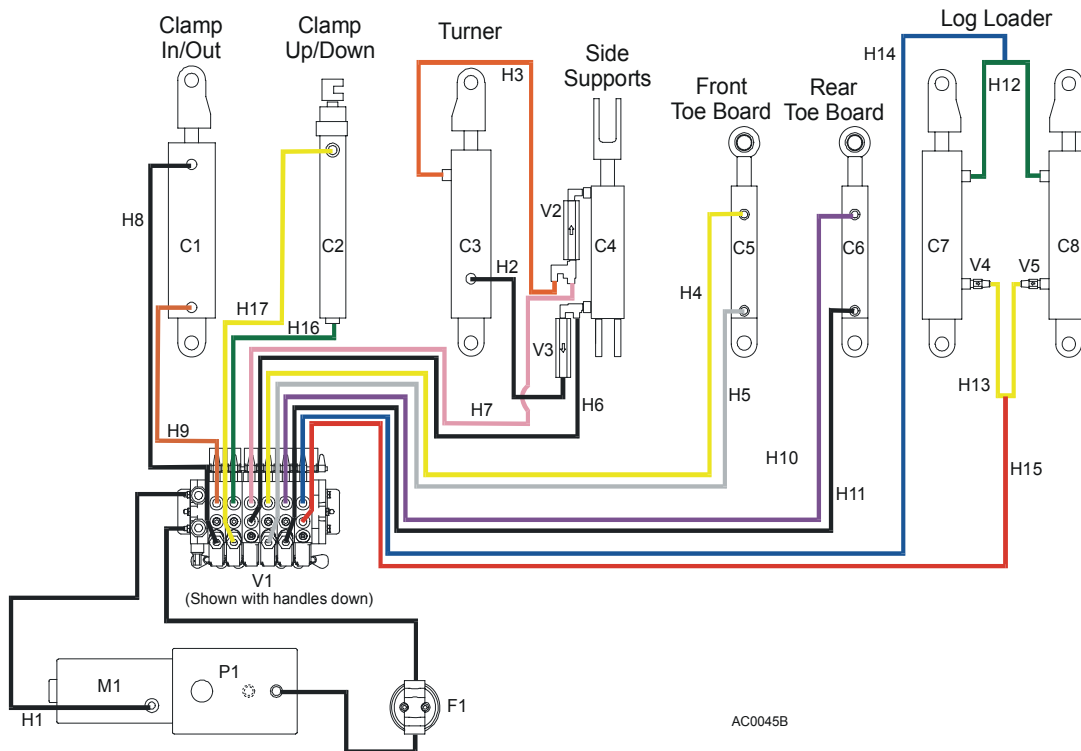 Clamp
In/Out
Clamp
Up/Down
Turner
Side
Supports
Front
Toe Board
Rear
Toe Board
Log Loader
H14
H3
H12
H8
V2
C1
C2
C3
C4
C5
C6
C7
C8
H2
V4
V5
H4
H17
H16
V3
H13
H5
H7
H6
H9
H10
H15
H11
V1
(Shown with handles down)
P1
M1
F1
H1
AC0045B